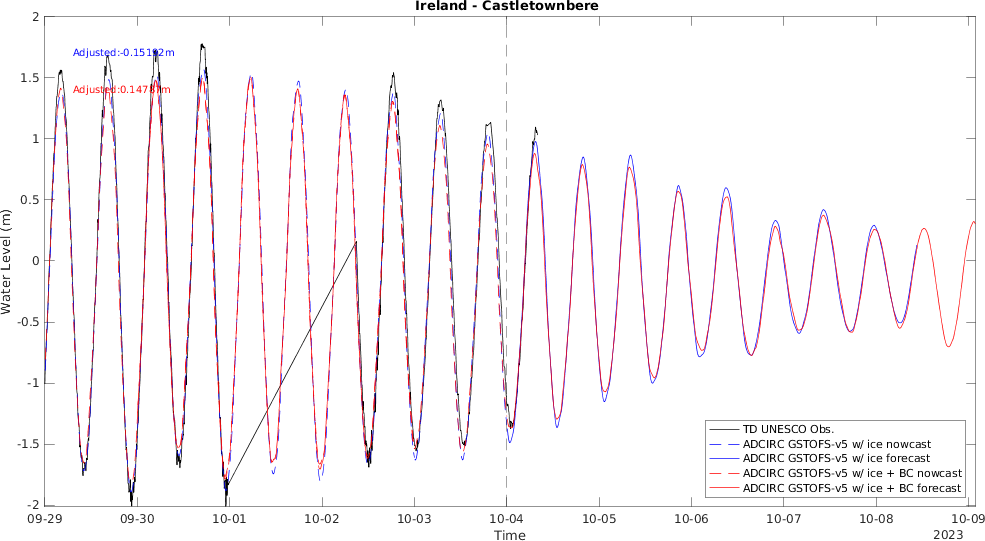 Ireland - Castletownbere
Adjusted:-0.15192m
Adjusted:0.14787m
Water Level (m)
2
1.5
1
0.5
0
-0.5
-1
-1.5
-2
09-29
09-30
10-01
10-02
10-03
10-04
10-05
10-06
10-07
10-08
10-09
Time
2023
TD UNESCO Obs.
ADCIRC GSTOFS-v5 w/ ice nowcast
ADCIRC GSTOFS-v5 w/ ice forecast
ADCIRC GSTOFS-v5 w/ ice + BC nowcast
ADCIRC GSTOFS-v5 w/ ice + BC forecast